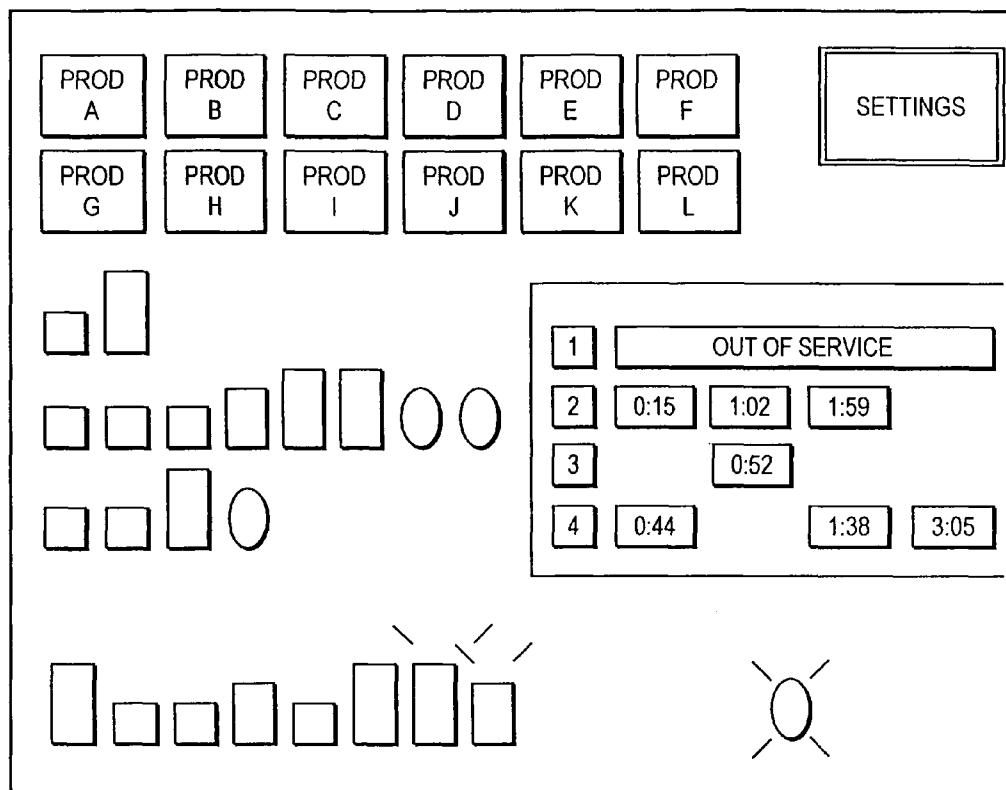 PROD A
PROD B
PROD C
PROD D
PROD E
PROD F
SETTINGS
PROD G
PROD H
PROD I
PROD J
PROD K
PROD L
1 OUT OF SERVICE
2 0:15 1:02 1:59
3 0:52
4 0:44 1:38 3:05